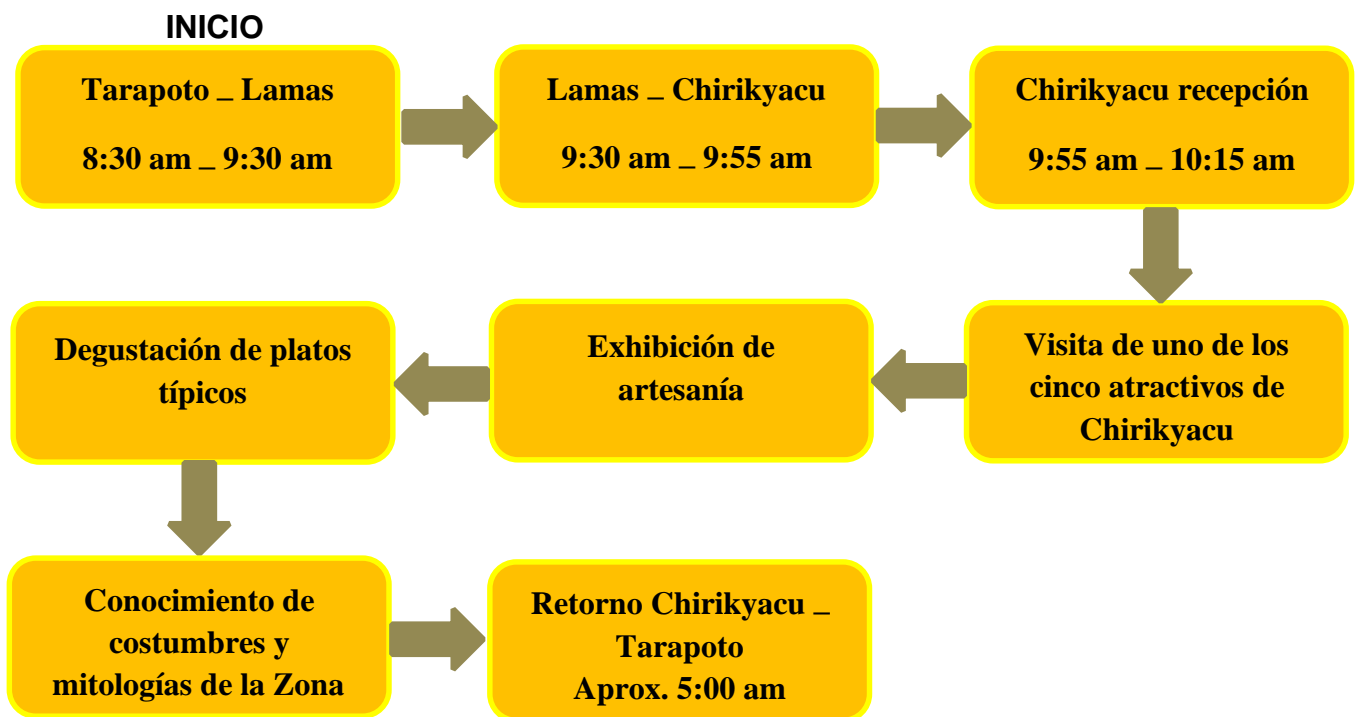 INICIO
Tarapoto _ Lamas
8:30 am _ 9:30 am
Lamas _ Chirikyacu
9:30 am _ 9:55 am
Chirikyacu recepción
9:55 am _ 10:15 am
Visita de uno de los
cinco atractivos de
Chirikyacu
Exhibición de
artesanía
Degustación de platos
típicos
Conocimiento de
costumbres y
mitologías de la Zona
Retorno Chirikyacu _
Tarapoto
Aprox. 5:00 am